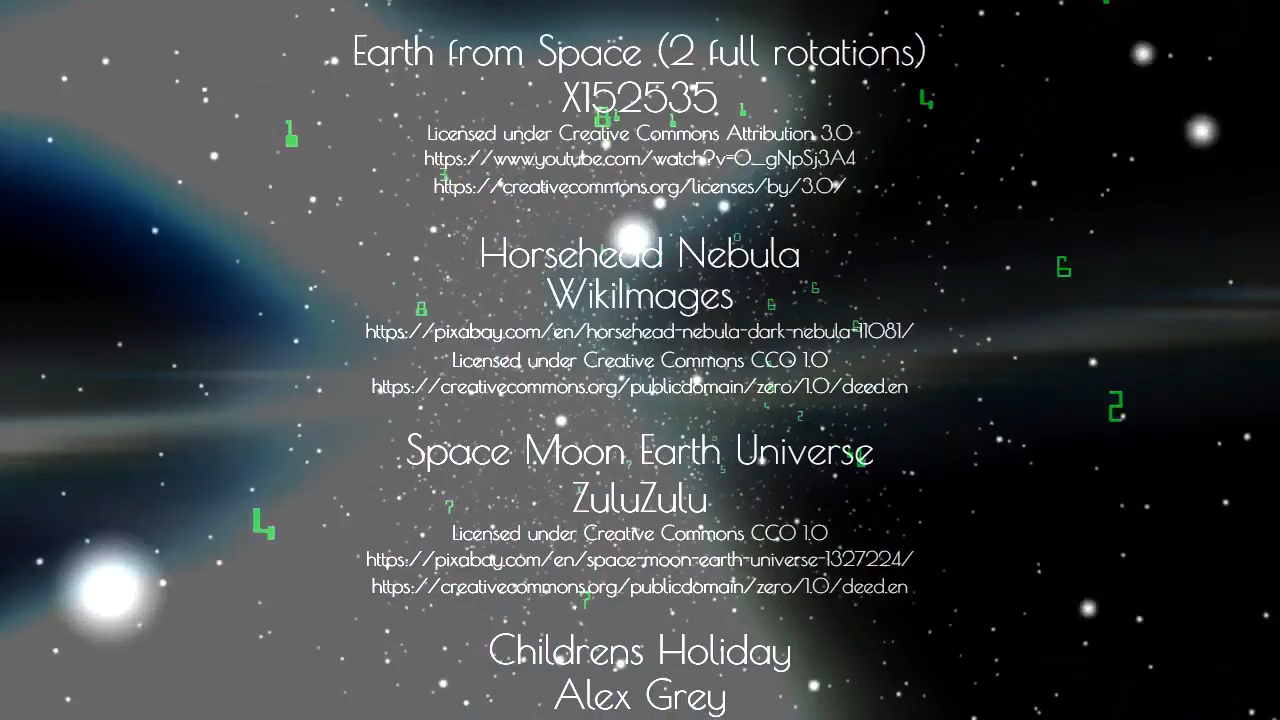 Earth from Space (2 full rotations)
X152535
Licensed under Creative Commons Attribution 3.0
https://www.youtube.com/watch?v=0__gNpSj3A4
https://creativecommons.org/licenses/by/3.0/
Horsehead Nebula
WikiImages
https://pixabay.com/en/horsehead-nebula-dark-nebula-11081/
Licensed under Creative Commons CC0 1.0
https://creativecommons.org/publicdomain/zero/1.0/deed.en
Space Moon Earth Universe
ZuluZulu
Licensed under Creative Commons CC0 1.0
https://pixabay.com/en/space-moon-earth-universe-1327224/
https://creativecommons.org/publicdomain/zero/1.0/deed.en
Childrens Holiday
Alex Grey